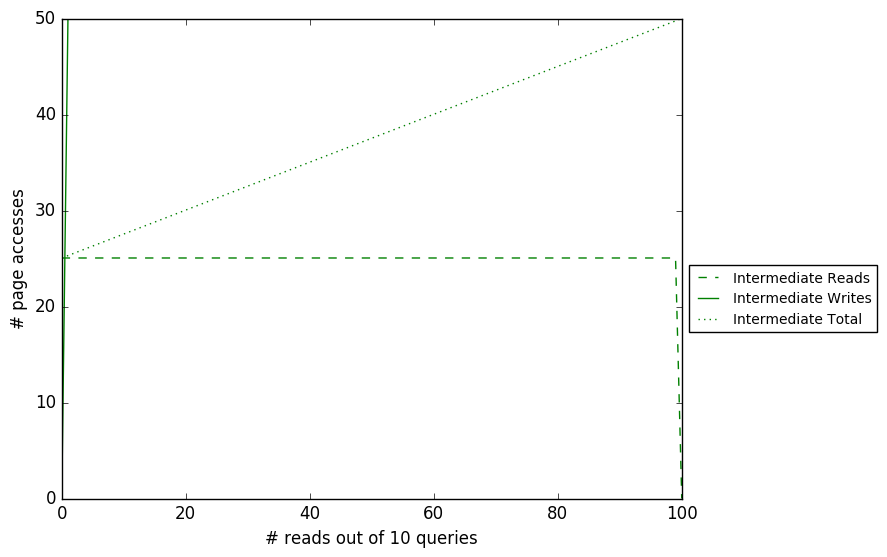 50
40
30
20
10
0
# page accesses
0 20 40 60 80 100
# reads out of 10 queries
Intermediate Reads
Intermediate Writes
Intermediate Total